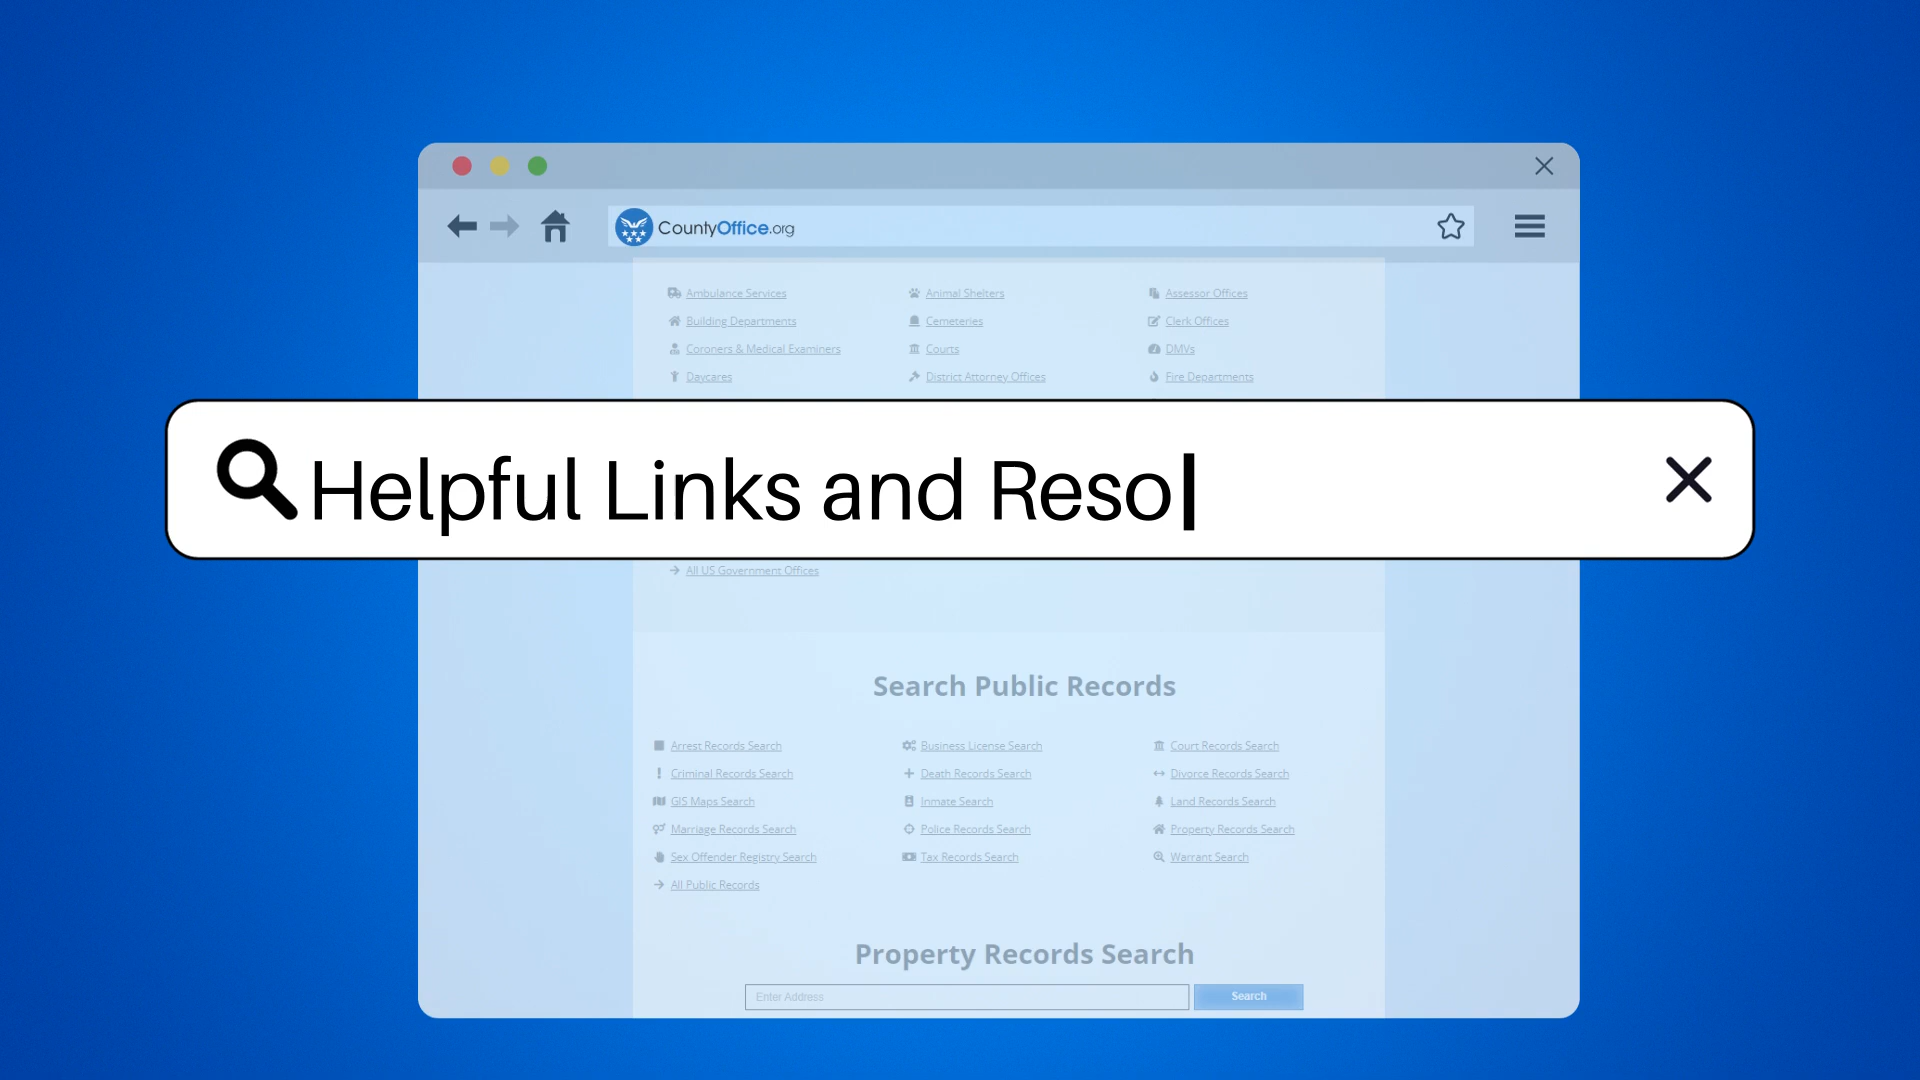 CountyOffice.org
Ambulance Services Animal Shelters Assessor Offices
Building Departments Cemeteries Clerk Offices
Coroners & Medical Examiners Courts DMVs
Daycares District Attorney Offices Fire Departments
Helpful Links and Reso
All US Government Offices
Search Public Records
Arrest Records Search Business License Search Court Records Search
Criminal Records Search Death Records Search Divorce Records Search
GIS Maps Search Inmate Search Land Records Search
Marriage Records Search Police Records Search Property Records Search
Sex Offender Registry Search Tax Records Search Warrant Search
All Public Records
Property Records Search
Enter Address Search